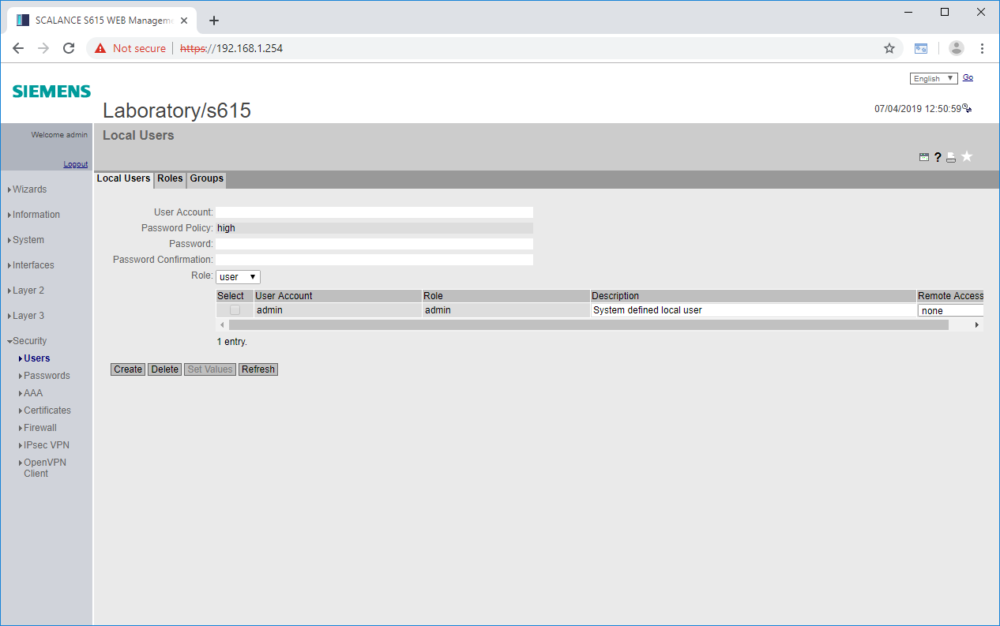 SCALANCE S615 WEB Manageme
Not secure https://192.168.1.254
English Go
SIEMENS
Laboratory/s615
07/04/2019 12:50:59
Welcome admin
Local Users
Logout
?
Local Users Roles Groups
Wizards
Information
System
Interfaces
Layer 2
Layer 3
Security
Users
Passwords
AAA
Certificates
Firewall
IPsec VPN
OpenVPN
Client
User Account:
Password Policy: high
Password:
Password Confirmation:
Role: user
Select User Account Role Description Remote Access
admin admin System defined local user none
1 entry.
Create Delete Set Values Refresh